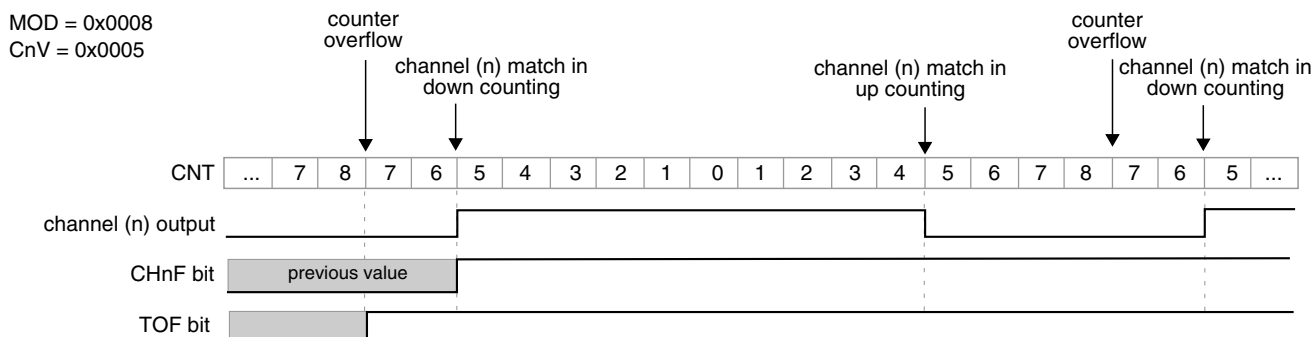 MOD = 0x0008
CnV = 0x0005
counter
overflow
channel (n) match in
down counting
channel (n) match in
up counting
counter
overflow
channel (n) match in
down counting
CNT ... 7 8 7 6 5 4 3 2 1 0 1 2 3 4 5 6 7 8 7 6 5 ...
channel (n) output
CHnF bit previous value
TOF bit